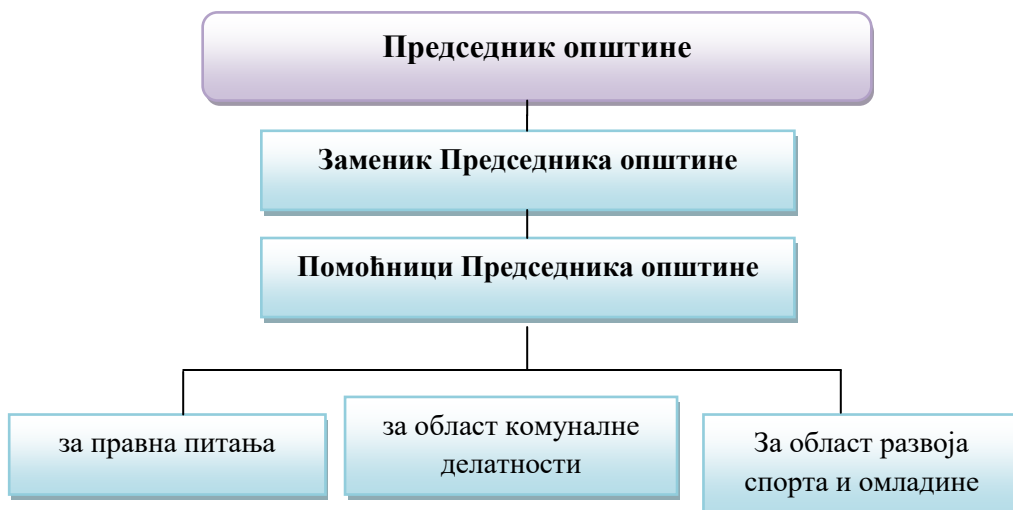 Председник општине
Заменик Председника општине
Помоћници Председника општине
за правна питања
за област комуналне
делатности
За област развоја
спорта и омладине